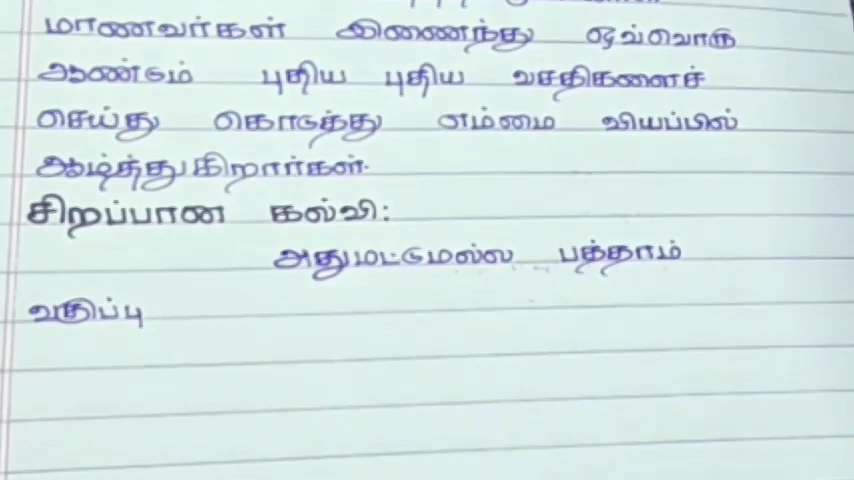 மாணவர்கள் இணைந்து ஒவ்வொரு
ஆண்டும் புதிய புதிய வசதிகளைச்
செய்து கொடுத்து எம்மை வியப்பில்
ஆழ்த்துகிறார்கள்.
சிறப்பான கல்வி:
அதுமட்டுமல்ல பத்தாம்
வகுப்பு